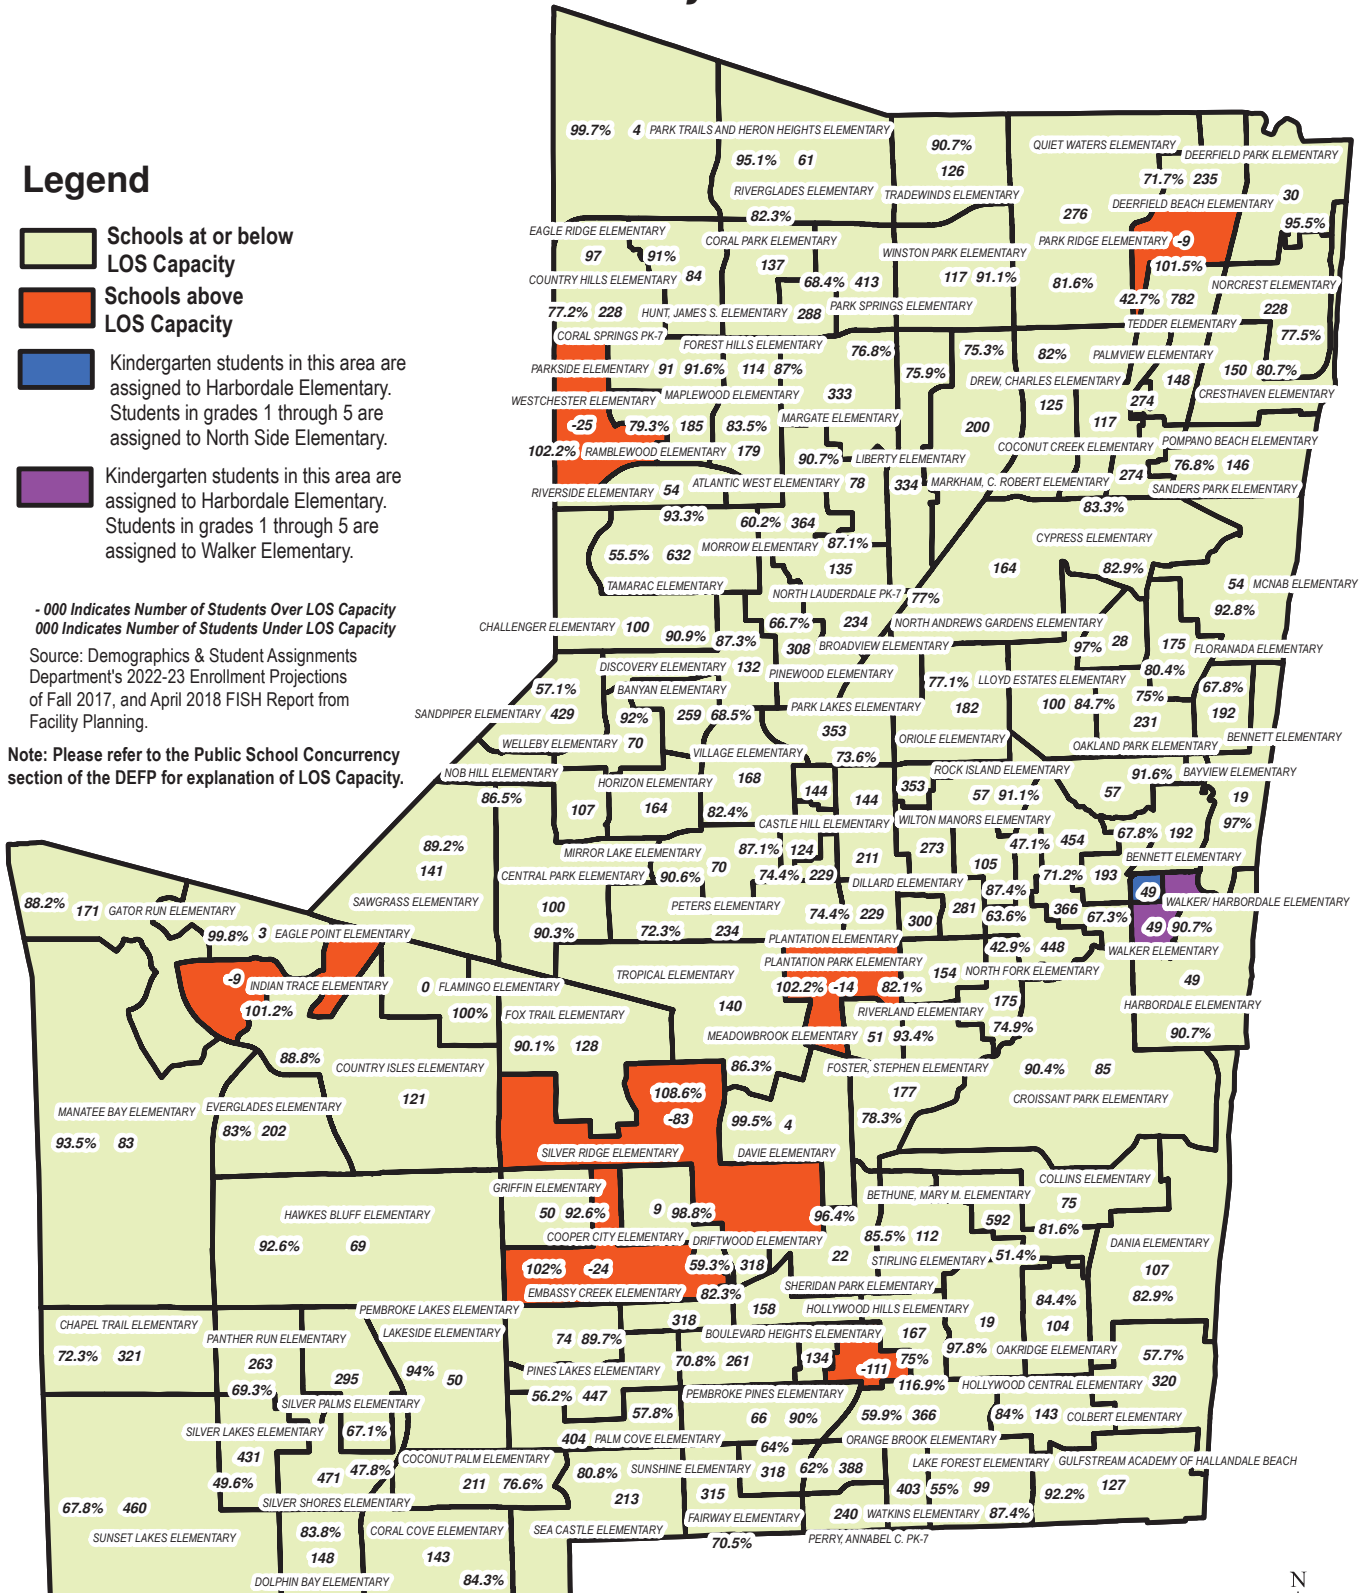 Legend
Schools at or below
LOS Capacity
Schools above
LOS Capacity
Kindergarten students in this area are
assigned to Harbordale Elementary.
Students in grades 1 through 5 are
assigned to North Side Elementary.
Kindergarten students in this area are
assigned to Harbordale Elementary.
Students in grades 1 through 5 are
assigned to Walker Elementary.
- 000 Indicates Number of Students Over LOS Capacity
000 Indicates Number of Students Under LOS Capacity
Source: Demographics & Student Assignments
Department's 2022-23 Enrollment Projections
of Fall 2017, and April 2018 FISH Report from
Facility Planning.
Note: Please refer to the Public School Concurrency
section of the DEFP for explanation of LOS Capacity.
99.7% 4 PARK TRAILS AND HERON HEIGHTS ELEMENTARY
95.1% 61
RIVERGLADES ELEMENTARY
90.7%
126
TRADEWINDS ELEMENTARY
QUIET WATERS ELEMENTARY
276
81.6%
DEERFIELD PARK ELEMENTARY
71.7% 235
DEERFIELD BEACH ELEMENTARY
30
95.5%
PARK RIDGE ELEMENTARY -9
101.5%
82.3%
EAGLE RIDGE ELEMENTARY
97
91%
COUNTRY HILLS ELEMENTARY 84
CORAL PARK ELEMENTARY
137
68.4% 413
PARK SPRINGS ELEMENTARY
WINSTON PARK ELEMENTARY
117 91.1%
42.7% 782
TEDDER ELEMENTARY
NORCREST ELEMENTARY
228
77.5%
77.2% 228
CORAL SPRINGS PK-7
HUNT, JAMES S. ELEMENTARY 288
FOREST HILLS ELEMENTARY
76.8%
75.9%
75.3%
82%
PALMVIEW ELEMENTARY
148
150 80.7%
CRESTHAVEN ELEMENTARY
PARKSIDE ELEMENTARY 91 91.6% 114 87%
MAPLEWOOD ELEMENTARY
333
MARGATE ELEMENTARY
DREW, CHARLES ELEMENTARY
125
274
117
200
COCONUT CREEK ELEMENTARY
POMPANO BEACH ELEMENTARY
WESTCHESTER ELEMENTARY
-25
79.3% 185 83.5%
102.2%
RAMBLEWOOD ELEMENTARY 179
90.7%
LIBERTY ELEMENTARY
274
76.8% 146
SANDERS PARK ELEMENTARY
RIVERSIDE ELEMENTARY 54
93.3%
ATLANTIC WEST ELEMENTARY 78
334
MARKHAM, C. ROBERT ELEMENTARY
83.3%
60.2% 364
55.5% 632
MORROW ELEMENTARY
87.1%
135
TAMARAC ELEMENTARY
NORTH LAUDERDALE PK-7 77%
CYPRESS ELEMENTARY
164
82.9%
54 MCNAB ELEMENTARY
92.8%
CHALLENGER ELEMENTARY 100
90.9%
87.3%
66.7%
234
308
BROADVIEW ELEMENTARY
NORTH ANDREWS GARDENS ELEMENTARY
97% 28
175
FLORANADA ELEMENTARY
80.4%
DISCOVERY ELEMENTARY 132
PINEWOOD ELEMENTARY
77.1%
LLOYD ESTATES ELEMENTARY
100 84.7%
75%
231
67.8%
192
57.1%
BANYAN ELEMENTARY
SANDPIPER ELEMENTARY 429
92%
259 68.5%
PARK LAKES ELEMENTARY
353
182
ORIOLE ELEMENTARY
OAKLAND PARK ELEMENTARY
BENNETT ELEMENTARY
WELLEBY ELEMENTARY 70
VILLAGE ELEMENTARY
73.6%
NOB HILL ELEMENTARY
86.5%
HORIZON ELEMENTARY
107
164
168
82.4%
144
144
353
ROCK ISLAND ELEMENTARY
57 91.1%
57
91.6%
BAYVIEW ELEMENTARY
19
97%
CASTLE HILL ELEMENTARY
WILTON MANORS ELEMENTARY
47.1% 454
67.8% 192
BENNETT ELEMENTARY
89.2%
141
SAWGRASS ELEMENTARY
MIRROR LAKE ELEMENTARY
87.1% 124
211
273
105
CENTRAL PARK ELEMENTARY
90.6%
70
74.4% 229
DILLARD ELEMENTARY
87.4%
71.2% 193
49
WALKER/ HARBORDALE ELEMENTARY
88.2% 171
GATOR RUN ELEMENTARY
100
90.3%
PETERS ELEMENTARY
72.3% 234
74.4% 229
300
281
63.6%
366
67.3%
49 90.7%
WALKER ELEMENTARY
99.8% 3
EAGLE POINT ELEMENTARY
PLANTATION ELEMENTARY
42.9% 448
PLANTATION PARK ELEMENTARY
154
NORTH FORK ELEMENTARY
49
HARBORDALE ELEMENTARY
90.7%
-9
INDIAN TRACE ELEMENTARY
101.2%
0 FLAMINGO ELEMENTARY
100%
TROPICAL ELEMENTARY
140
102.2% -14 82.1%
175
74.9%
FOX TRAIL ELEMENTARY
90.1% 128
RIVERLAND ELEMENTARY
MEADOWBROOK ELEMENTARY 51 93.4%
88.8%
COUNTRY ISLES ELEMENTARY
121
86.3%
FOSTER, STEPHEN ELEMENTARY
177
78.3%
90.4% 85
CROISSANT PARK ELEMENTARY
MANATEE BAY ELEMENTARY
93.5% 83
EVERGLADES ELEMENTARY
83% 202
108.6%
-83
SILVER RIDGE ELEMENTARY
99.5% 4
DAVIE ELEMENTARY
HAWKES BLUFF ELEMENTARY
92.6% 69
GRIFFIN ELEMENTARY
50 92.6%
9 98.8%
96.4%
BETHUNE, MARY M. ELEMENTARY
592
COLLINS ELEMENTARY
75
81.6%
COOPER CITY ELEMENTARY
DRIFTWOOD ELEMENTARY
85.5% 112
STIRLING ELEMENTARY
51.4%
DANIA ELEMENTARY
107
82.9%
102% -24
59.3% 318
22
EMBASSY CREEK ELEMENTARY
82.3%
SHERIDAN PARK ELEMENTARY
CHAPEL TRAIL ELEMENTARY
72.3% 321
PEMBROKE LAKES ELEMENTARY
318
158
HOLLYWOOD HILLS ELEMENTARY
19
84.4%
104
PANTHER RUN ELEMENTARY
263
69.3%
LAKESIDE ELEMENTARY
94% 50
74 89.7%
BOULEVARD HEIGHTS ELEMENTARY 167
97.8%
OAKRIDGE ELEMENTARY
57.7%
295
PINES LAKES ELEMENTARY
70.8% 261
134
-111
75%
116.9%
HOLLYWOOD CENTRAL ELEMENTARY 320
SILVER PALMS ELEMENTARY
56.2% 447
PEMBROKE PINES ELEMENTARY
SILVER LAKES ELEMENTARY
67.1%
57.8%
66 90%
59.9% 366
84% 143
COLBERT ELEMENTARY
404 PALM COVE ELEMENTARY
64%
ORANGE BROOK ELEMENTARY
431
49.6%
471 47.8%
COCONUT PALM ELEMENTARY
211 76.6%
80.8%
213
SUNSHINE ELEMENTARY
318
62% 388
LAKE FOREST ELEMENTARY
GULFSTREAM ACADEMY OF HALLANDALE BEACH
SILVER SHORES ELEMENTARY
315
403 55% 99
92.2% 127
67.8% 460
SUNSET LAKES ELEMENTARY
83.8%
148
DOLPHIN BAY ELEMENTARY
CORAL COVE ELEMENTARY
143
84.3%
SEA CASTLE ELEMENTARY
FAIRWAY ELEMENTARY
70.5%
240
WATKINS ELEMENTARY 87.4%
PERRY, ANNABEL C. PK-7
N